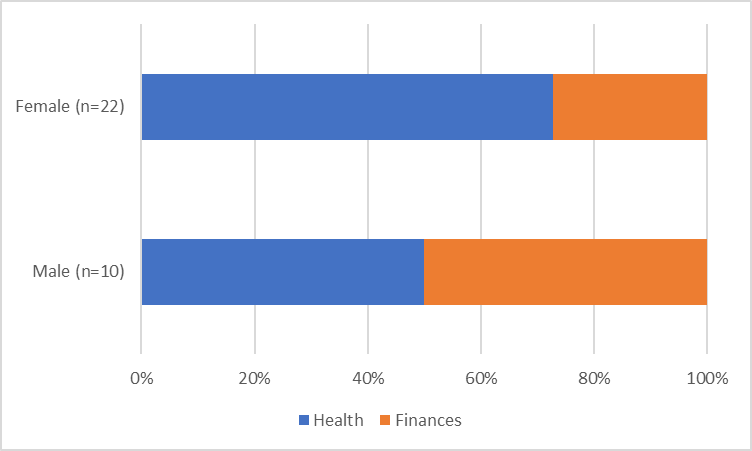 Female (n=22)
Male (n=10)
0% 20% 40% 60% 80% 100%
Health Finances